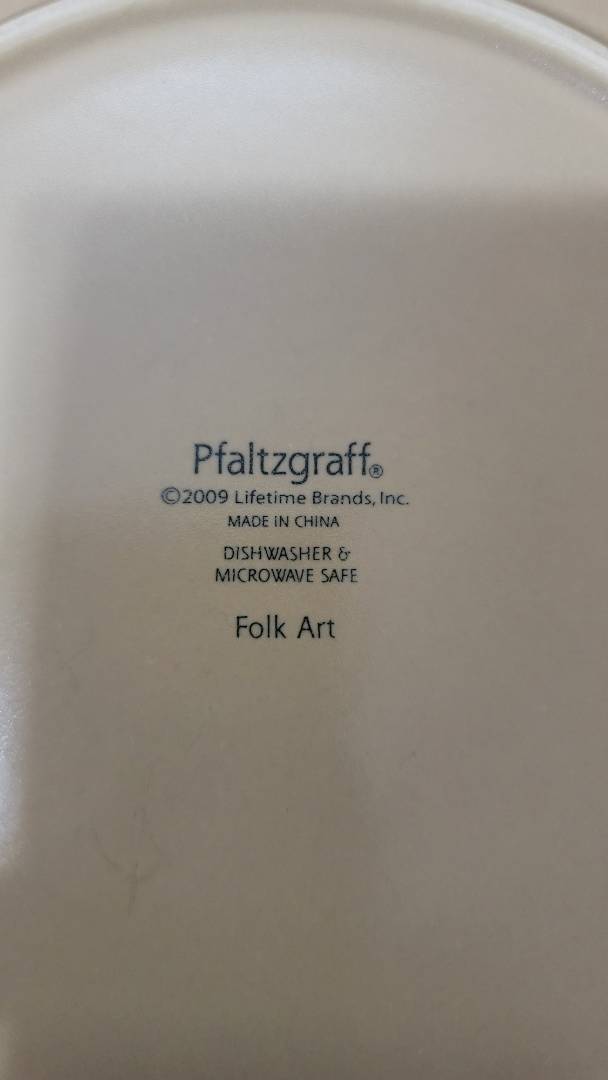 Pfaltzgraff®
©2009 Lifetime Brands, Inc.
MADE IN CHINA
DISHWASHER &
MICROWAVE SAFE
Folk Art